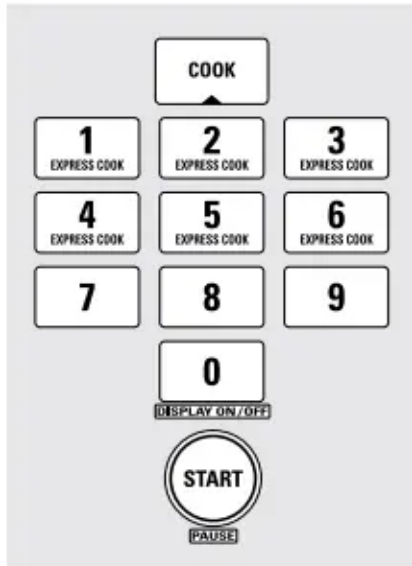 COOK
1 2 3
EXPRESS COOK EXPRESS COOK EXPRESS COOK
4 5 6
EXPRESS COOK EXPRESS COOK EXPRESS COOK
7 8 9
0
DISPLAY ON/OFF
START
PAUSE